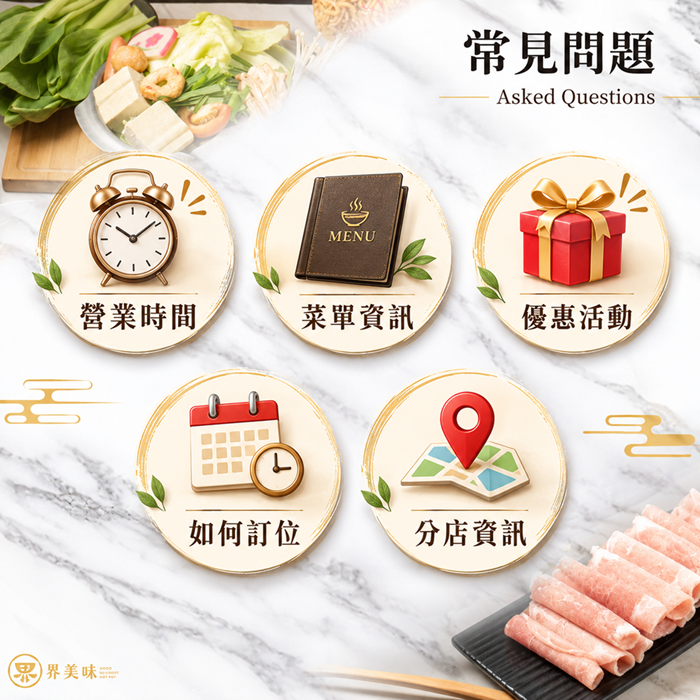 常見問題
Asked Questions
MENU
營業時間
菜單資訊
優惠活動
如何訂位
分店資訊
界 界美味